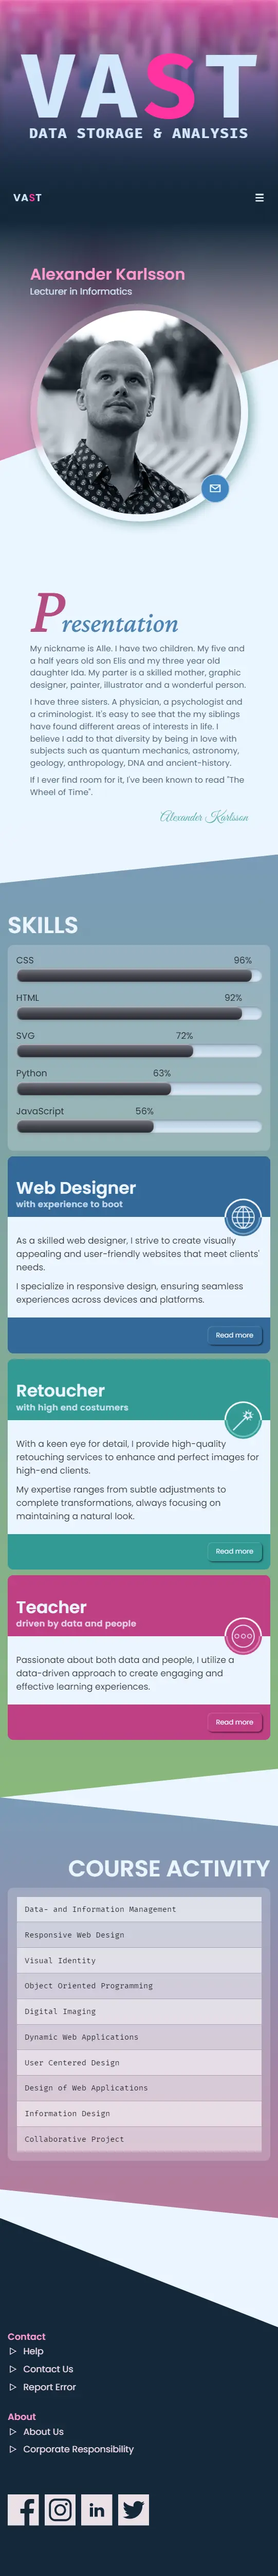 VAST
DATA STORAGE & ANALYSIS
VAST
Alexander Karlsson
Lecturer in Informatics
Presentation
My nickname is Alle. I have two children. My five and
a half years old son Elis and my three year old
daughter Ida. My parter is a skilled mother, graphic
designer, painter, illustrator and a wonderful person.
I have three sisters. A physician, a psychologist and
a criminologist. It's easy to see that the my siblings
have found different areas of interests in life. I
believe I add to that diversity by being in love with
subjects such as quantum mechanics, astronomy,
geology, anthropology, DNA and ancient-history.
If I ever find room for it, I've been known to read "The
Wheel of Time".
Alexander Karlsson
SKILLS
CSS 96%
HTML 92%
SVG 72%
Python 63%
JavaScript 56%
Web Designer
with experience to boot
As a skilled web designer, I strive to create visually
appealing and user-friendly websites that meet clients'
needs.
I specialize in responsive design, ensuring seamless
experiences across devices and platforms.
Read more
Retoucher
with high end costumers
With a keen eye for detail, I provide high-quality
retouching services to enhance and perfect images for
high-end clients.
My expertise ranges from subtle adjustments to
complete transformations, always focusing on
maintaining a natural look.
Read more
Teacher
driven by data and people
Passionate about both data and people, I utilize a
data-driven approach to create engaging and
effective learning experiences.
Read more
COURSE ACTIVITY
Data- and Information Management
Responsive Web Design
Visual Identity
Object Oriented Programming
Digital Imaging
Dynamic Web Applications
User Centered Design
Design of Web Applications
Information Design
Collaborative Project
Contact
Help
Contact Us
Report Error
About
About Us
Corporate Responsibility
in